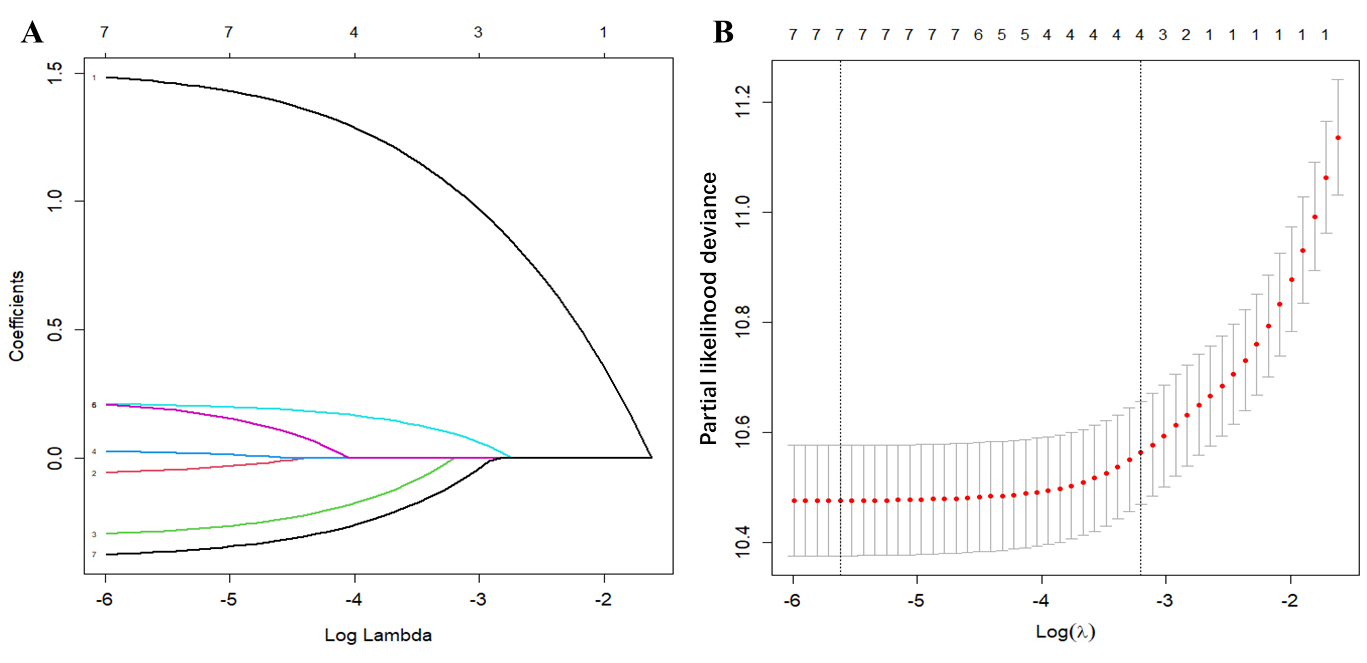 A
7 7 4 3 1
1.5
1.0
0.5
0.0
Coefficients
1
6
4
2
3
7
-6 -5 -4 -3 -2
Log Lambda
B
7 7 7 7 7 7 7 7 6 5 5 4 4 4 4 4 3 2 1 1 1 1 1 1
11.2
11.0
10.8
10.6
10.4
Partial likelihood deviance
-6 -5 -4 -3 -2
Log(λ)